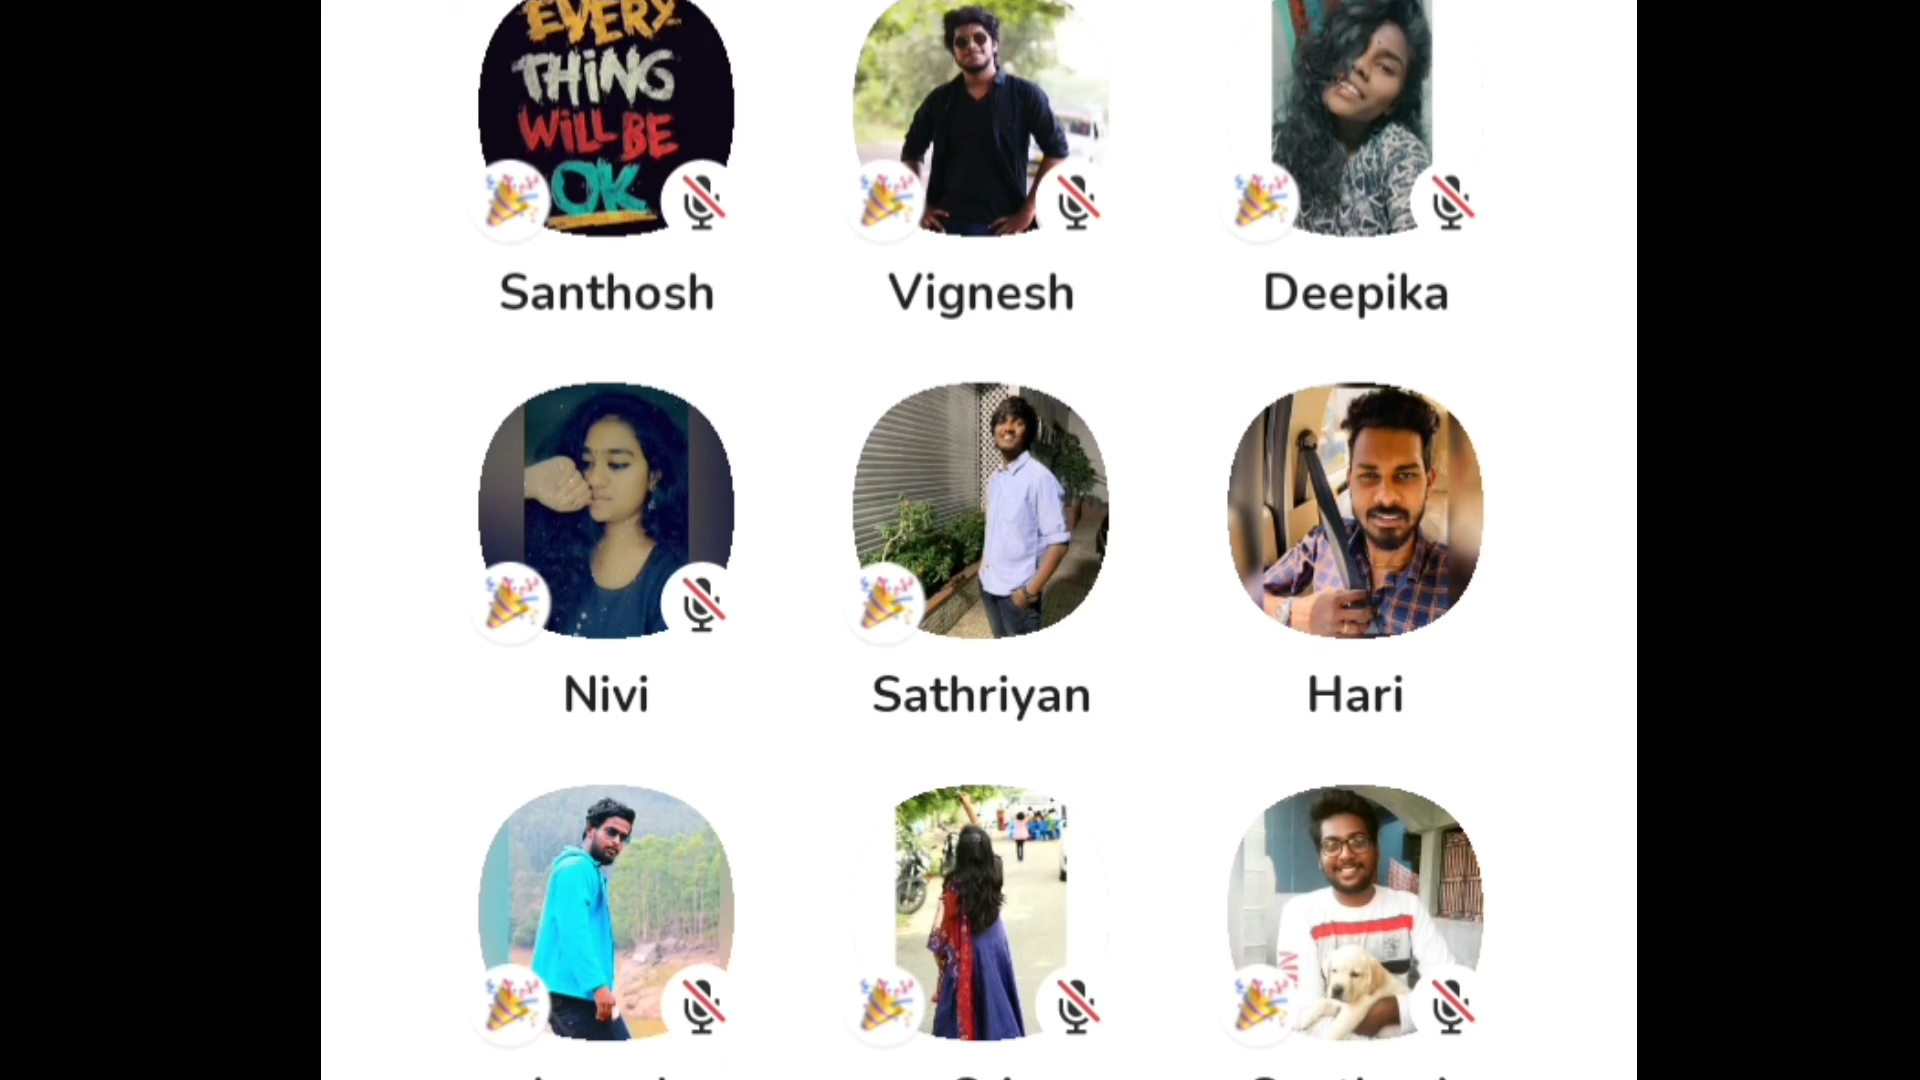 EVERY
THiNG
WiLL BE
OK
Santhosh
Vignesh
Deepika
Nivi
Sathriyan
Hari